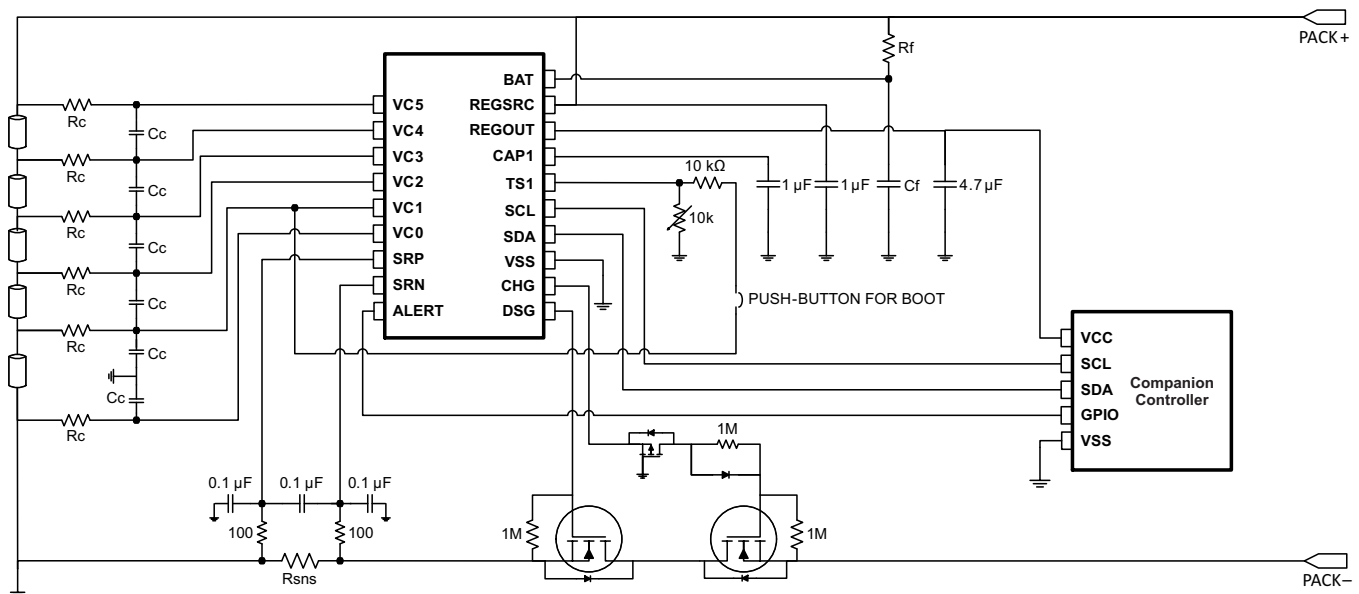 PACK+
Rf
BAT
VC5
REGSRC
Rc
Cc
VC4
REGOUT
Rc
VC3
CAP1
10 kΩ
Cc
VC2
TS1
1 µF
1 µF
Cf
4.7 µF
Rc
VC1
SCL
10k
Cc
VC0
SDA
Rc
SRP
VSS
Cc
SRN
CHG
PUSH-BUTTON FOR BOOT
ALERT
DSG
Rc
Cc
VCC
SCL
Cc
SDA
Companion
Controller
GPIO
Rc
1M
VSS
0.1 µF
0.1 µF
0.1 µF
100
100
1M
1M
Rsns
PACK–